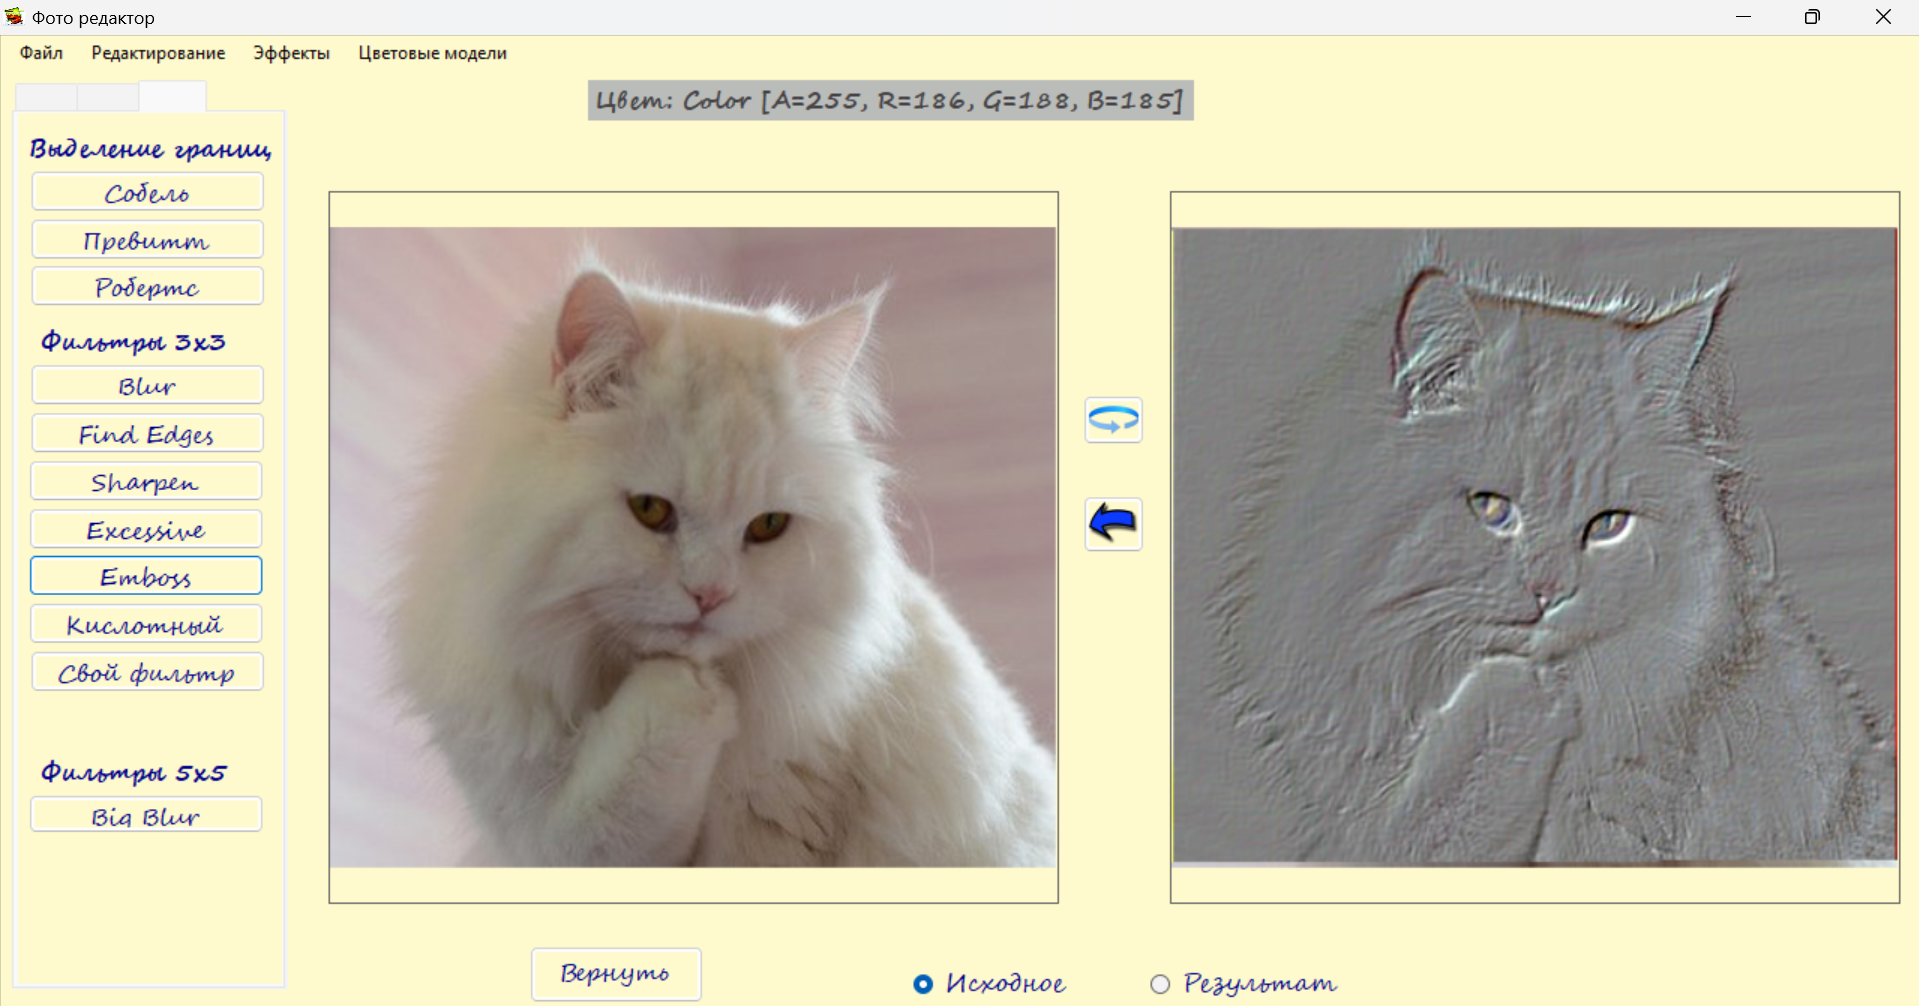 Фото редактор
Файл Редактирование Эффекты Цветовые модели
Цвет: Color [A=255, R=186, G=188, B=185]
Выделение границ
Собель
Превитт
Робертс
Фильтры 3x3
Blur
Find Edges
Sharpen
Excessive
Emboss
Кислотный
Свой фильтр
Фильтры 5x5
Big Blur
Вернуть
Исходное
Результат